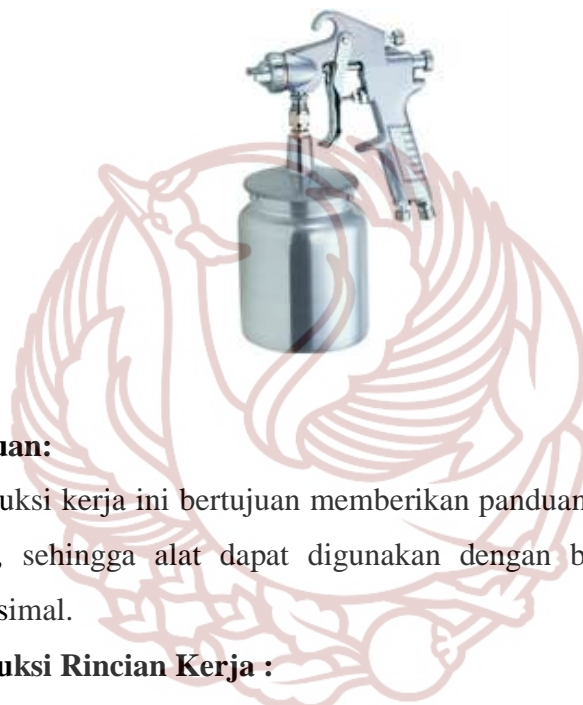 uan:
uksi kerja ini bertujuan memberikan panduan
, sehingga alat dapat digunakan dengan b
simal.
uksi Rincian Kerja :